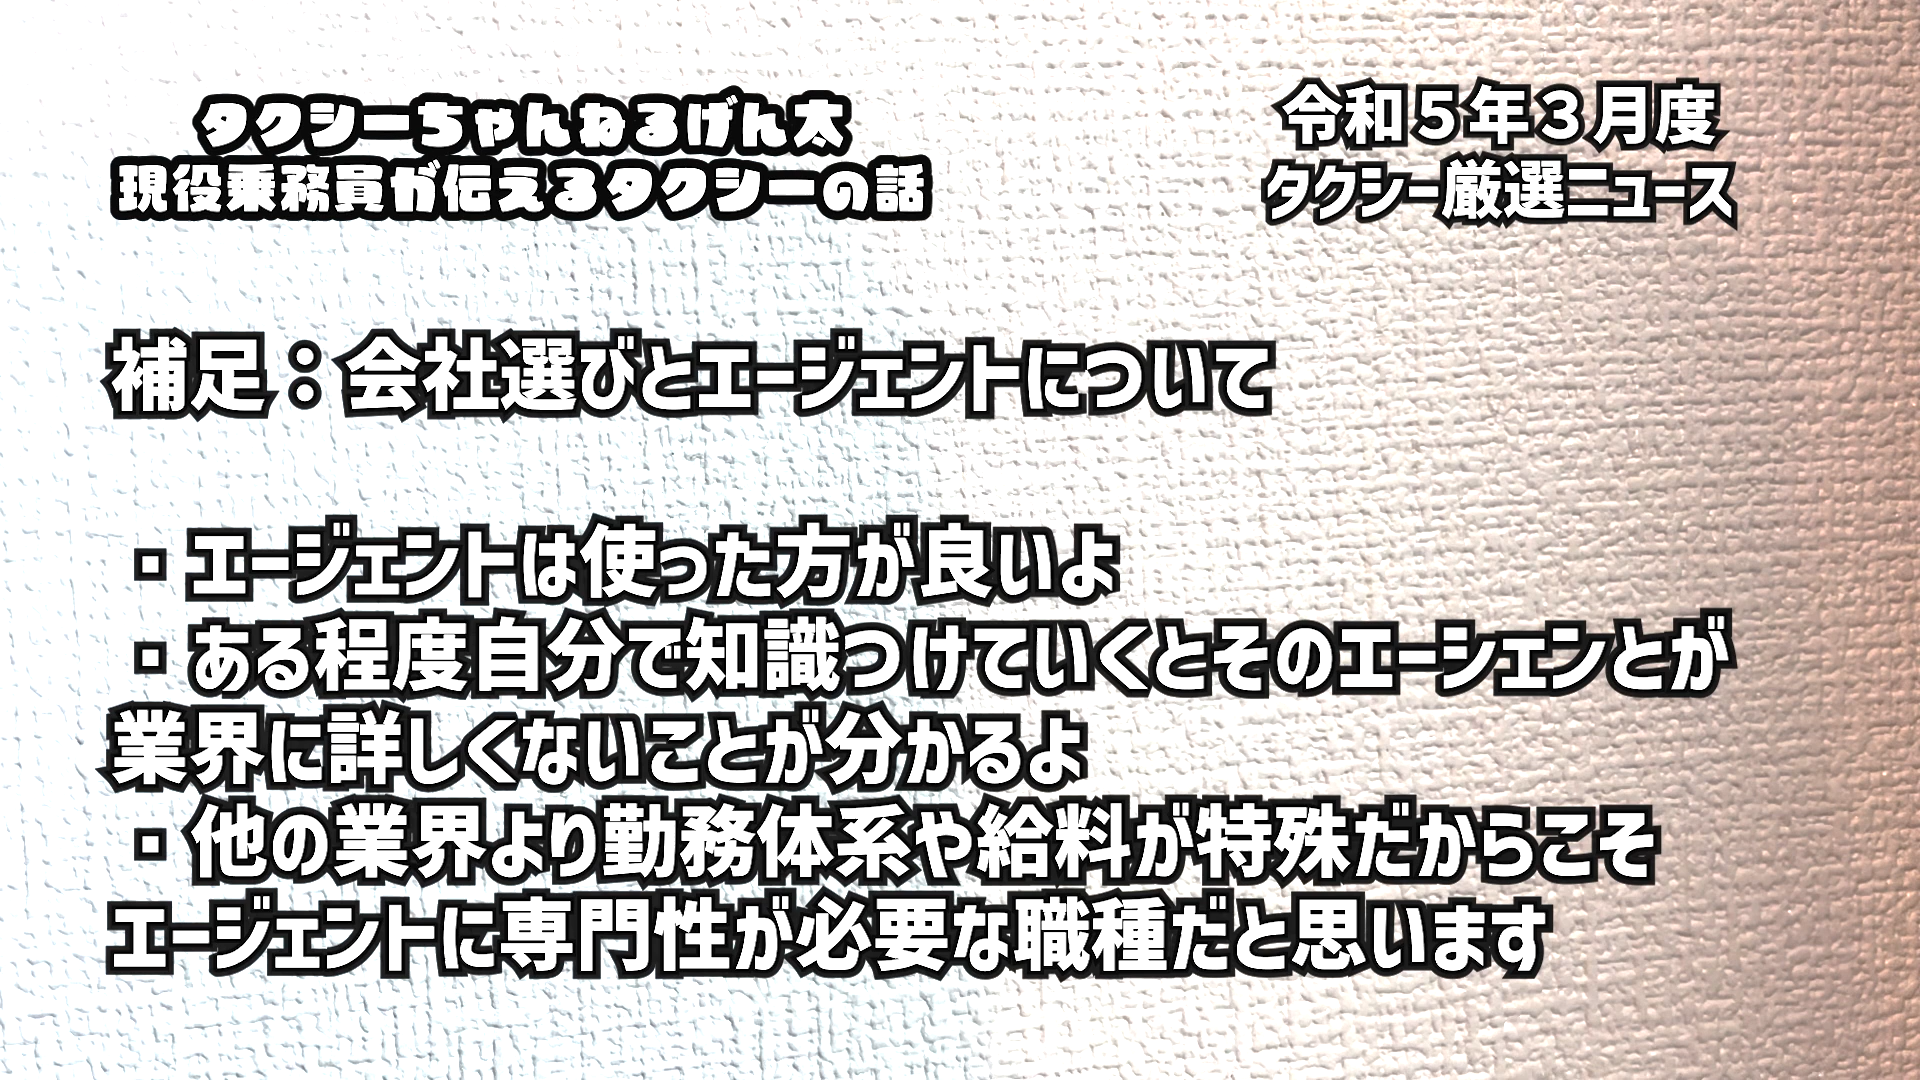 タクシーちゃんねるげん太
現役乗務員が伝えるタクシーの話
令和５年３月度
タクシー厳選ニュース
補足：会社選びとエージェントについて
・エージェントは使った方が良いよ
・ある程度自分で知識つけていくとそのエーシェンとが
業界に詳しくないことが分かるよ
・他の業界より勤務体系や給料が特殊だからこそ
エージェントに専門性が必要な職種だと思います